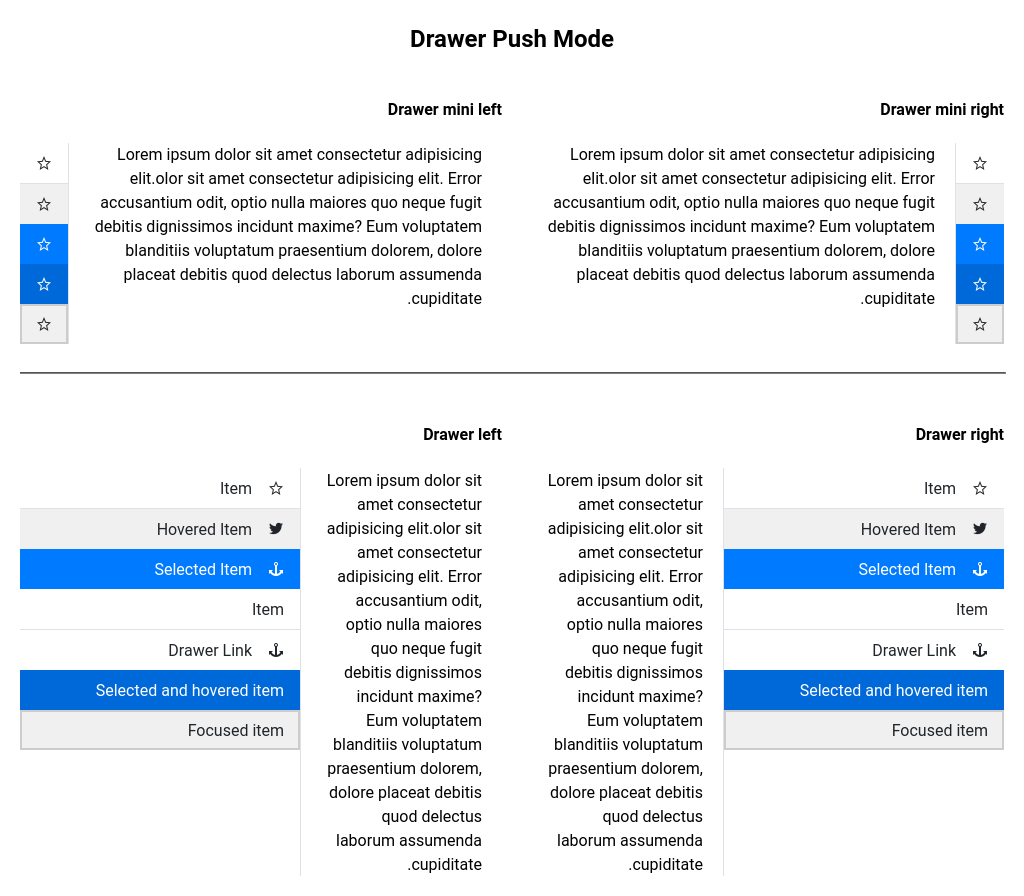 Drawer Push Mode
Drawer mini left
Lorem ipsum dolor sit amet consectetur adipisicing
elit.olor sit amet consectetur adipisicing elit. Error
accusantium odit, optio nulla maiores quo neque fugit
debitis dignissimos incidunt maxime? Eum voluptatem
blanditiis voluptatum praesentium dolorem, dolore
placeat debitis quod delectus laborum assumenda
.cupiditate
Drawer mini right
Lorem ipsum dolor sit amet consectetur adipisicing
elit.olor sit amet consectetur adipisicing elit. Error
accusantium odit, optio nulla maiores quo neque fugit
debitis dignissimos incidunt maxime? Eum voluptatem
blanditiis voluptatum praesentium dolorem, dolore
placeat debitis quod delectus laborum assumenda
.cupiditate
Drawer left
Item
Hovered Item
Selected Item
Item
Drawer Link
Selected and hovered item
Focused item
Lorem ipsum dolor sit
amet consectetur
adipisicing elit.olor sit
amet consectetur
adipisicing elit. Error
accusantium odit,
optio nulla maiores
quo neque fugit
debitis dignissimos
incidunt maxime?
Eum voluptatem
blanditiis voluptatum
praesentium dolorem,
dolore placeat debitis
quod delectus
laborum assumenda
.cupiditate
Drawer right
Lorem ipsum dolor sit
amet consectetur
adipisicing elit.olor sit
amet consectetur
adipisicing elit. Error
accusantium odit,
optio nulla maiores
quo neque fugit
debitis dignissimos
incidunt maxime?
Eum voluptatem
blanditiis voluptatum
praesentium dolorem,
dolore placeat debitis
quod delectus
laborum assumenda
.cupiditate
Item
Hovered Item
Selected Item
Item
Drawer Link
Selected and hovered item
Focused item